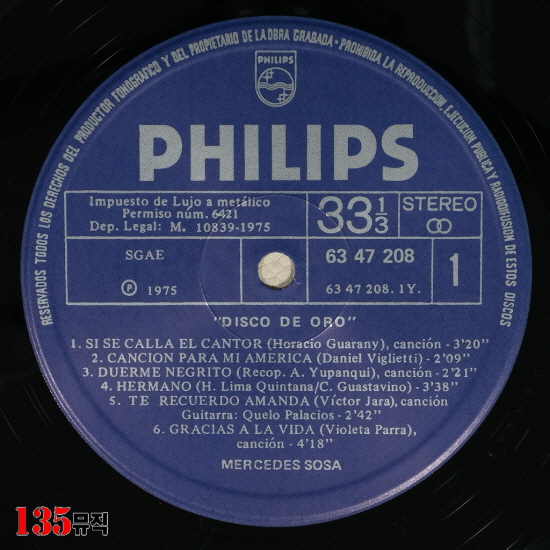 RESERVADOS TODOS LOS DERECHOS DEL PRODUCTOR FONOGRAFICO Y DEL PROPIETARIO DE LA OBRA GRABADA - PROHIBIDA LA REPRODUCCION, EJECUCION PUBLICA Y RADIODIFUSION DE ESTOS DISCOS
PHILIPS
PHILIPS
Impuesto de Lujo a metálico
Permiso núm. 6421
Dep. Legal: M. 10839-1975
33 1/3
STEREO
SGAE
℗ 1975
63 47 208
63 47 208. 1Y.
1
"DISCO DE ORO"
1. SI SE CALLA EL CANTOR (Horacio Guarany), canción - 3'20"
2. CANCION PARA MI AMERICA (Daniel Viglietti) - 2'09"
3. DUERME NEGRITO (Recop. A. Yupanqui), canción - 2'21"
4. HERMANO (H. Lima Quintana/C. Guastavino) - 3'38"
5. TE RECUERDO AMANDA (Víctor Jara), canción
Guitarra: Quelo Palacios - 2'42"
6. GRACIAS A LA VIDA (Violeta Parra),
canción - 4'18"
MERCEDES SOSA
135뮤직